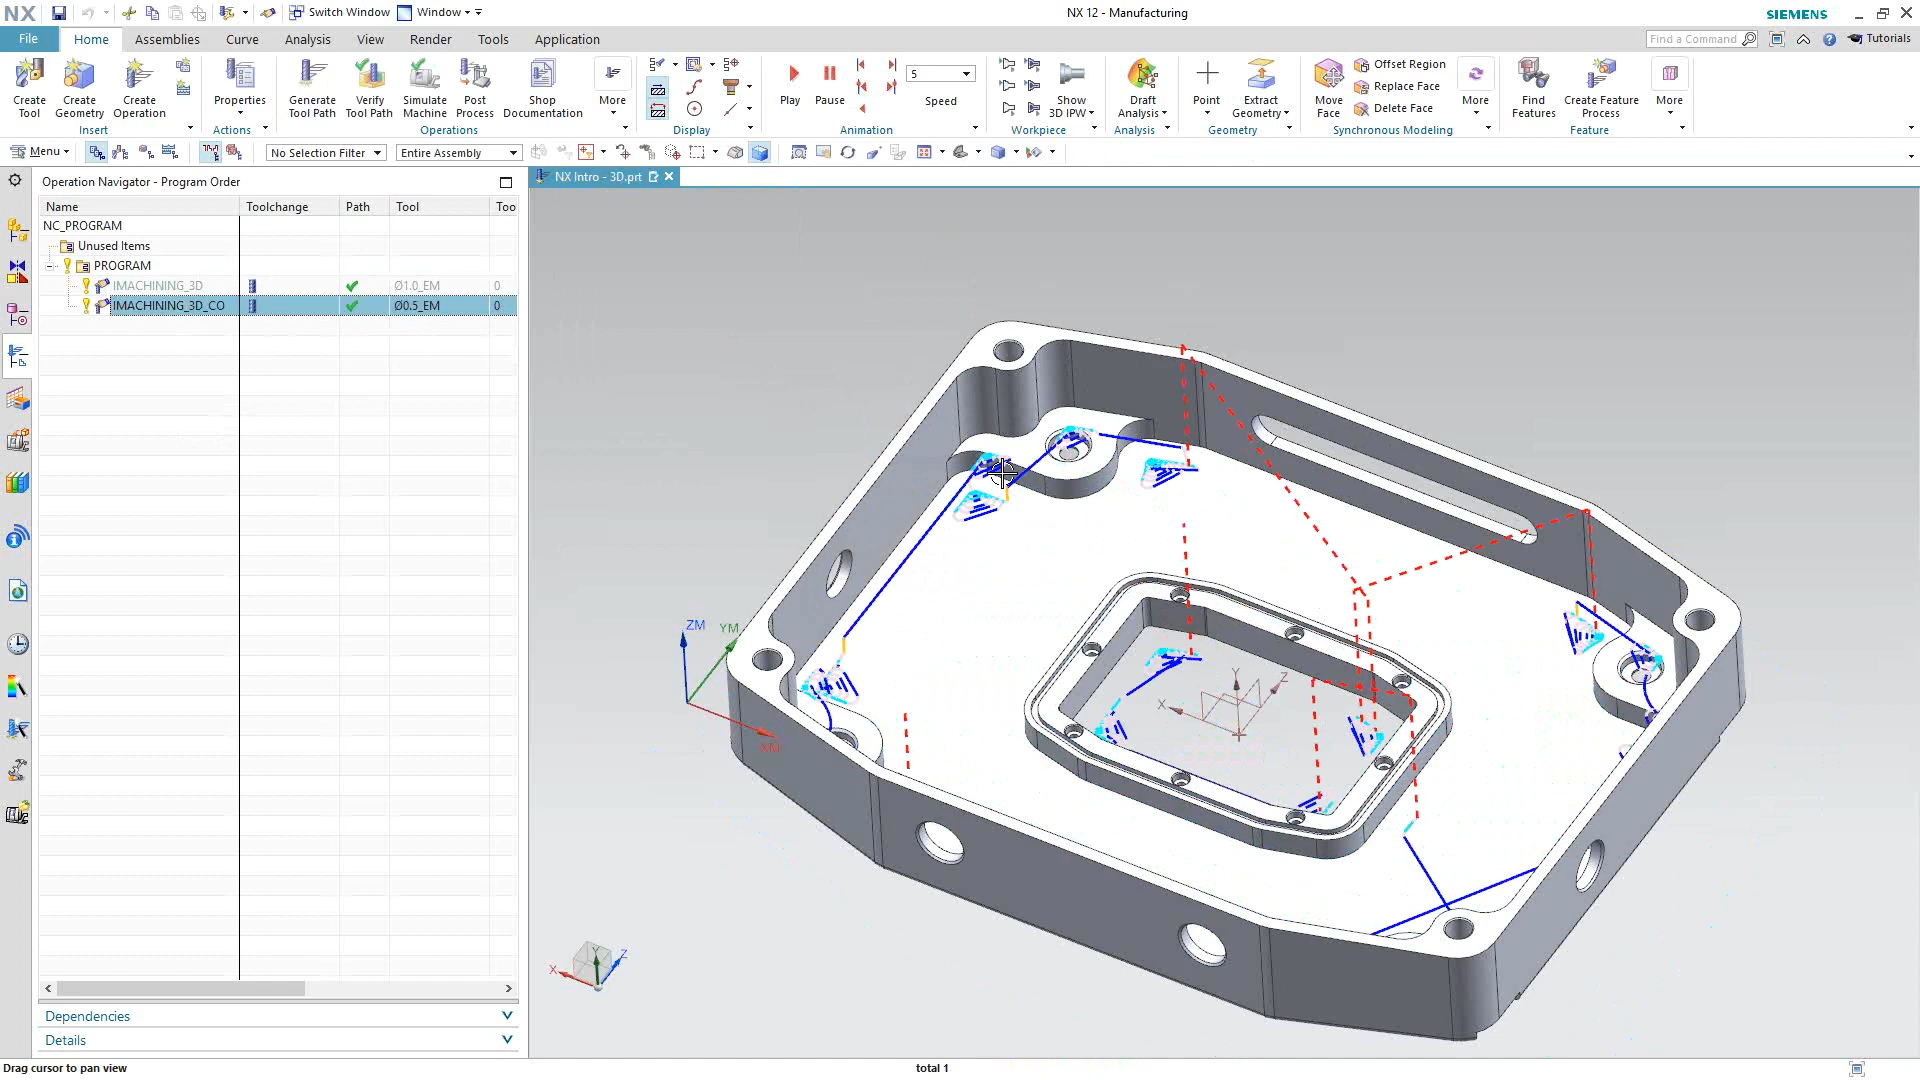 NX
Switch Window
Window
NX 12 - Manufacturing
SIEMENS
File
Home
Assemblies
Curve
Analysis
View
Render
Tools
Application
Find a Command
Tutorials
Create Tool
Create Geometry
Create Operation
Properties
Generate Tool Path
Verify Tool Path
Simulate Machine
Post Process
Shop Documentation
More
Play
Pause
5
Speed
Show 3D IPW
Draft Analysis
Point
Extract Geometry
Move Face
Offset Region
Replace Face
Delete Face
More
Find Features
Create Feature Process
More
Insert
Actions
Operations
Display
Animation
Workpiece
Analysis
Geometry
Synchronous Modeling
Feature
Menu
No Selection Filter
Entire Assembly
Operation Navigator - Program Order
NX Intro - 3D.prt
Name
Toolchange
Path
Tool
Too
NC_PROGRAM
Unused Items
PROGRAM
IMACHINING_3D
Ø1.0_EM
0
IMACHINING_3D_CO
Ø0.5_EM
0
ZM
YM
XM
Y
Z
X
Y
Z
X
Dependencies
Details
Drag cursor to pan view
total 1